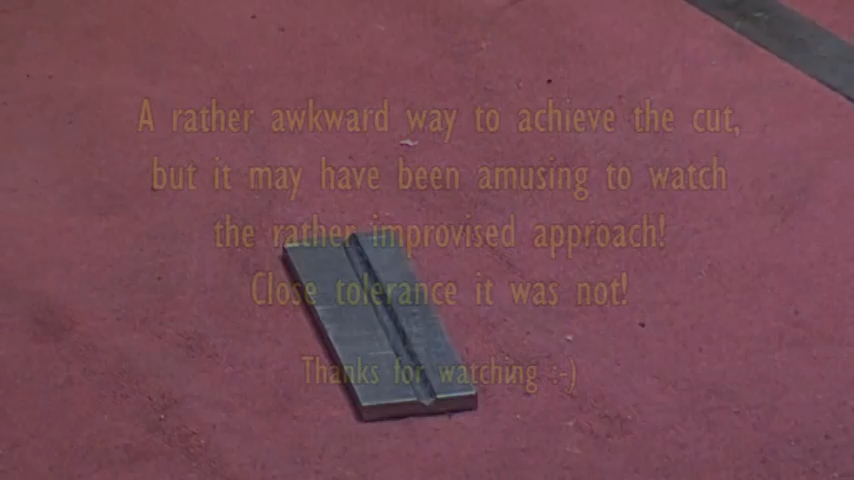 A rather awkward way to achieve the cut,
but it may have been amusing to watch
the rather improvised approach!
Close tolerance it was not!
Thanks for watching :-)